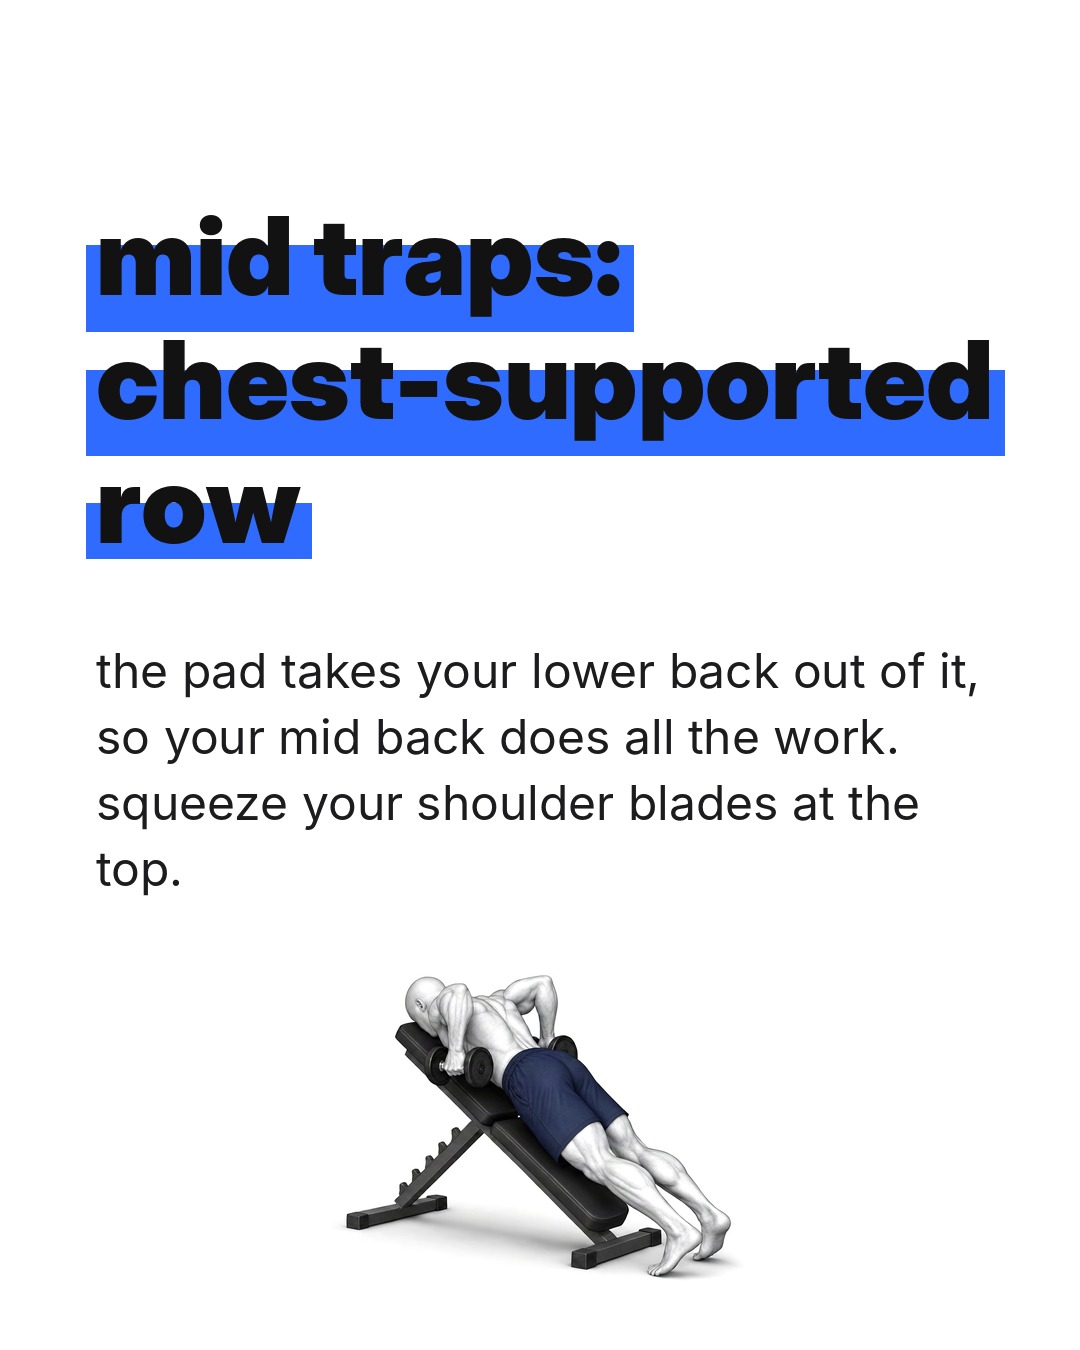 mid traps:
chest-supported
row
the pad takes your lower back out of it,
so your mid back does all the work.
squeeze your shoulder blades at the
top.